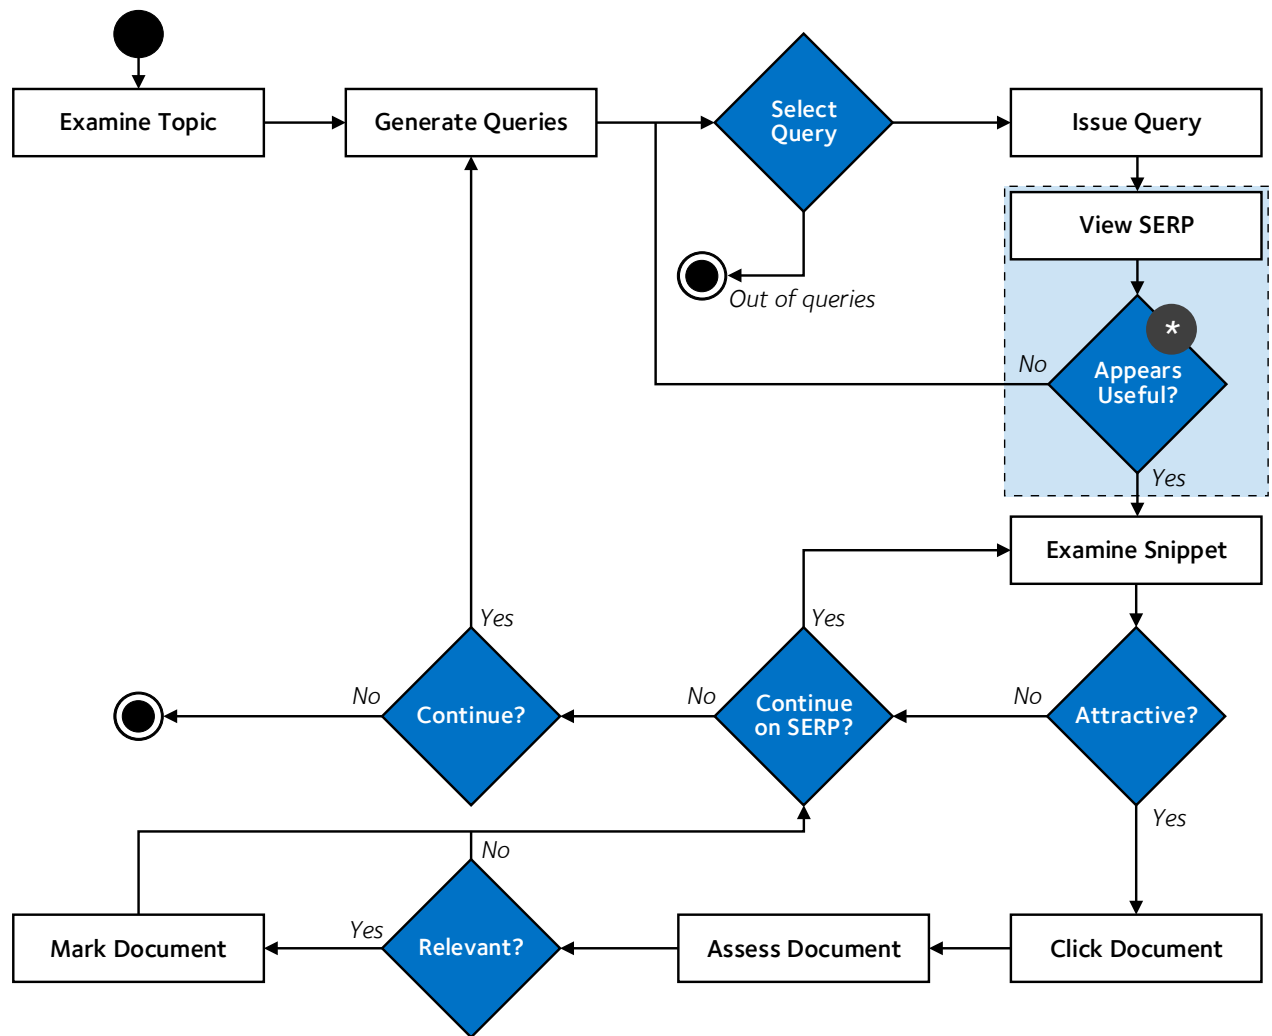 Examine Topic
Generate Queries
Select
Query
Issue Query
View SERP
Out of queries
*
No
Appears
Useful?
Yes
Examine Snippet
Yes
Yes
No
Continue?
No
Continue
on SERP?
No
Attractive?
Yes
No
Mark Document
Yes
Relevant?
Assess Document
Click Document